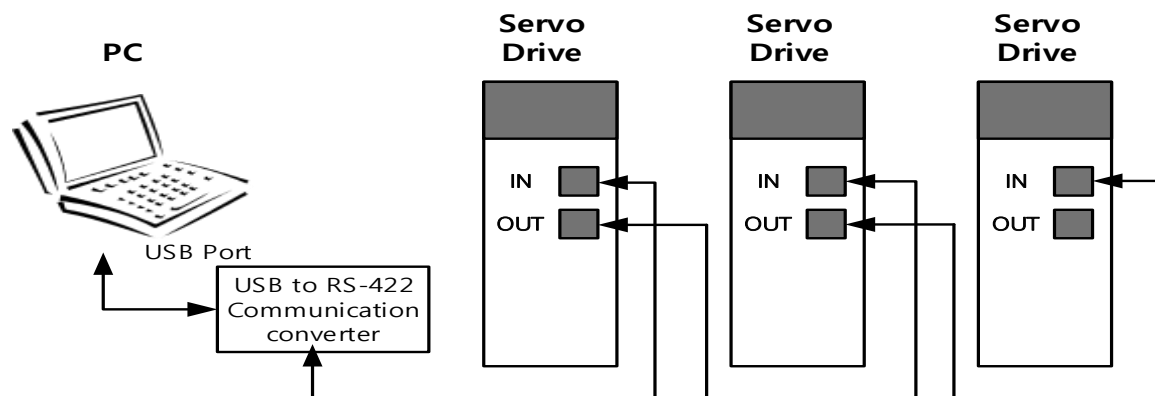 PC
USB Port
USB to RS-422
Communication
converter
Servo
Drive
IN
OUT
Servo
Drive
IN
OUT
Servo
Drive
IN
OUT